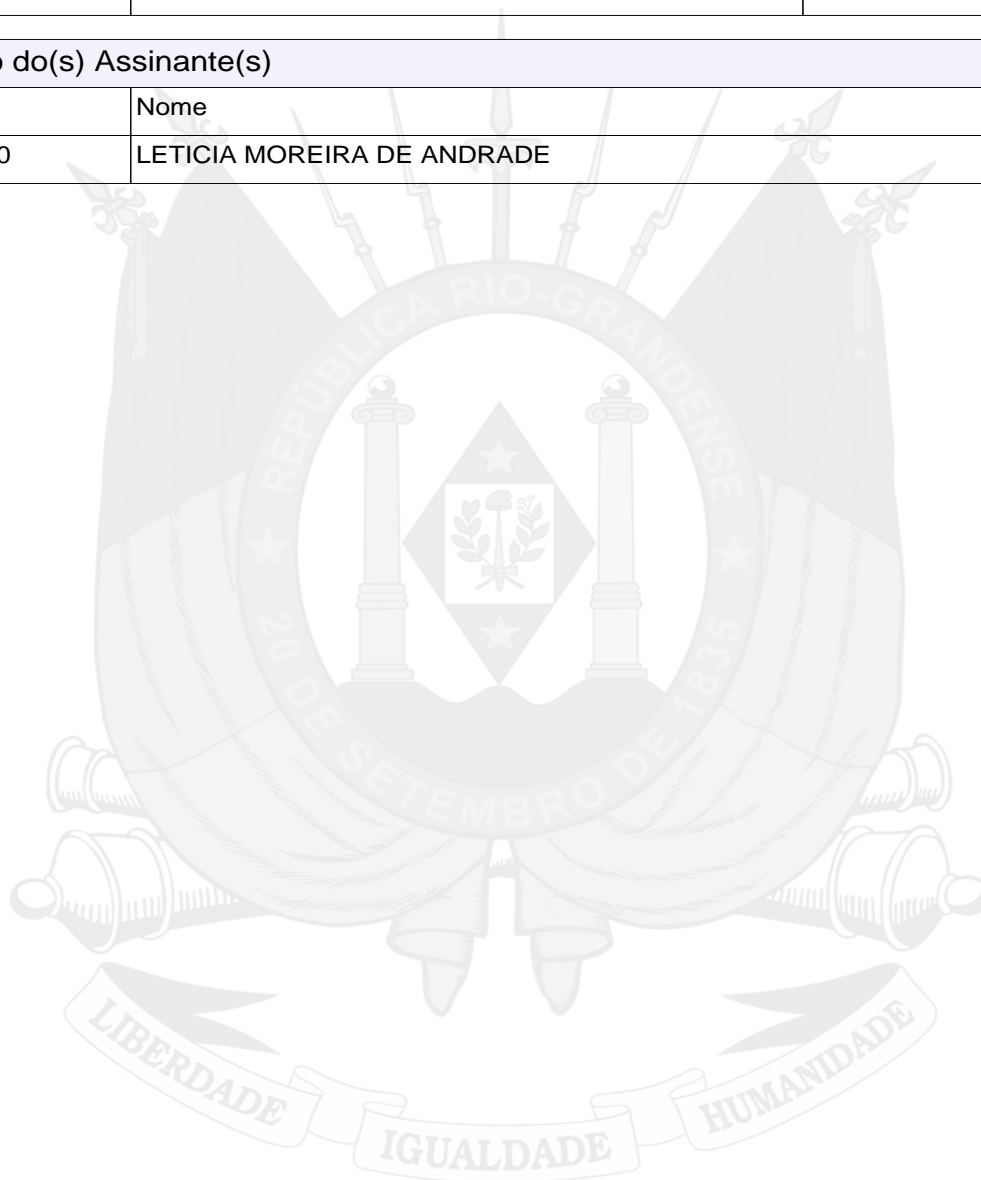 o do(s) Assinante(s)
Nome
0 LETICIA MOREIRA DE ANDRADE
REPÚBLICA RIO-GRANDENSE
20 DE SETEMBRO DE 1835
LIBERDADE IGUALDADE HUMANIDADE